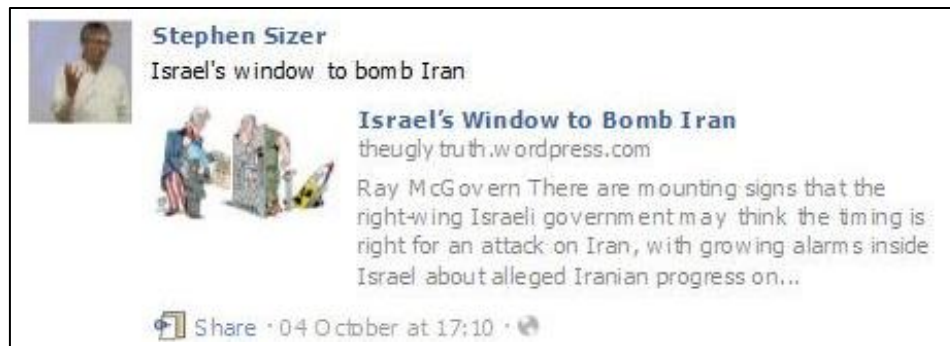 Stephen Sizer
Israel's window to bomb Iran
Israel’s Window to Bomb Iran
theuglytruth.wordpress.com
Ray McGovern There are mounting signs that the
right-wing Israeli government may think the timing is
right for an attack on Iran, with growing alarms inside
Israel about alleged Iranian progress on...
Share · 04 October at 17:10 ·